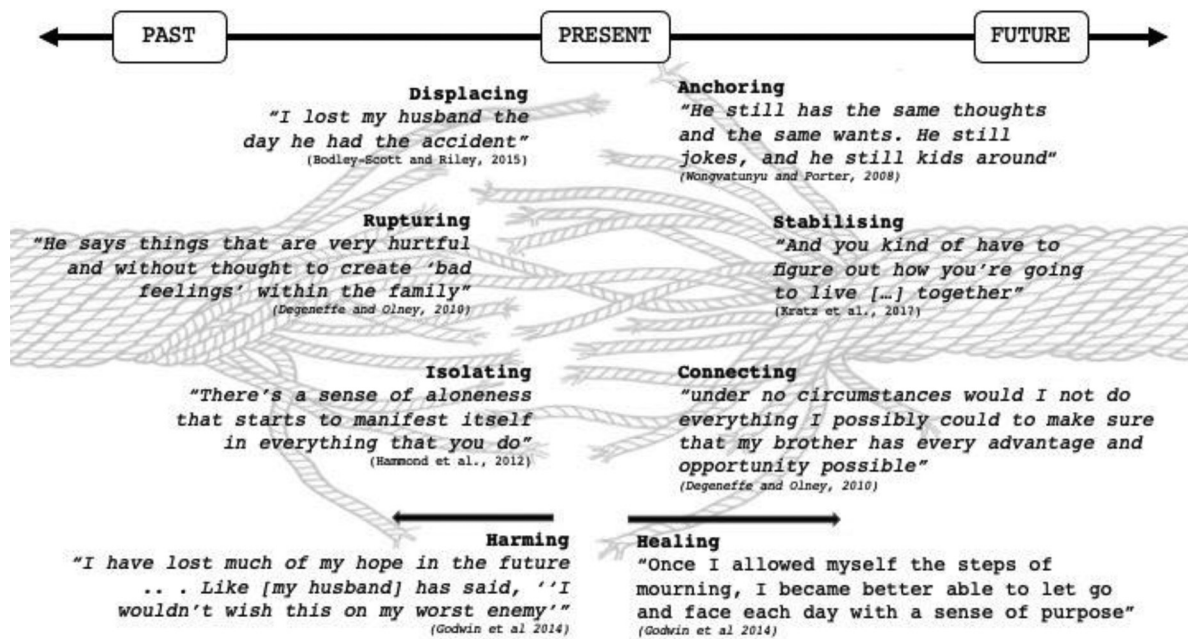 PAST
PRESENT
FUTURE
Displacing
"I lost my husband the
day he had the accident"
(Bodley-Scott and Riley, 2015)
Anchoring
"He still has the same thoughts
and the same wants. He still
jokes, and he still kids around"
(Wongvatunyu and Porter, 2008)
Rupturing
"He says things that are very hurtful
and without thought to create 'bad
feelings' within the family"
(Degeneffe and Olney, 2010)
Stabilising
"And you kind of have to
figure out how you're going
to live […] together"
(Kratz et al., 2017)
Isolating
"There's a sense of aloneness
that starts to manifest itself
in everything that you do"
(Hammond et al., 2012)
Connecting
"under no circumstances would I not do
everything I possibly could to make sure
that my brother has every advantage and
opportunity possible"
(Degeneffe and Olney, 2010)
Harming
"I have lost much of my hope in the future
.. . Like [my husband] has said, ''I
wouldn't wish this on my worst enemy'"
(Godwin et al 2014)
Healing
"Once I allowed myself the steps of
mourning, I became better able to let go
and face each day with a sense of purpose"
(Godwin et al 2014)